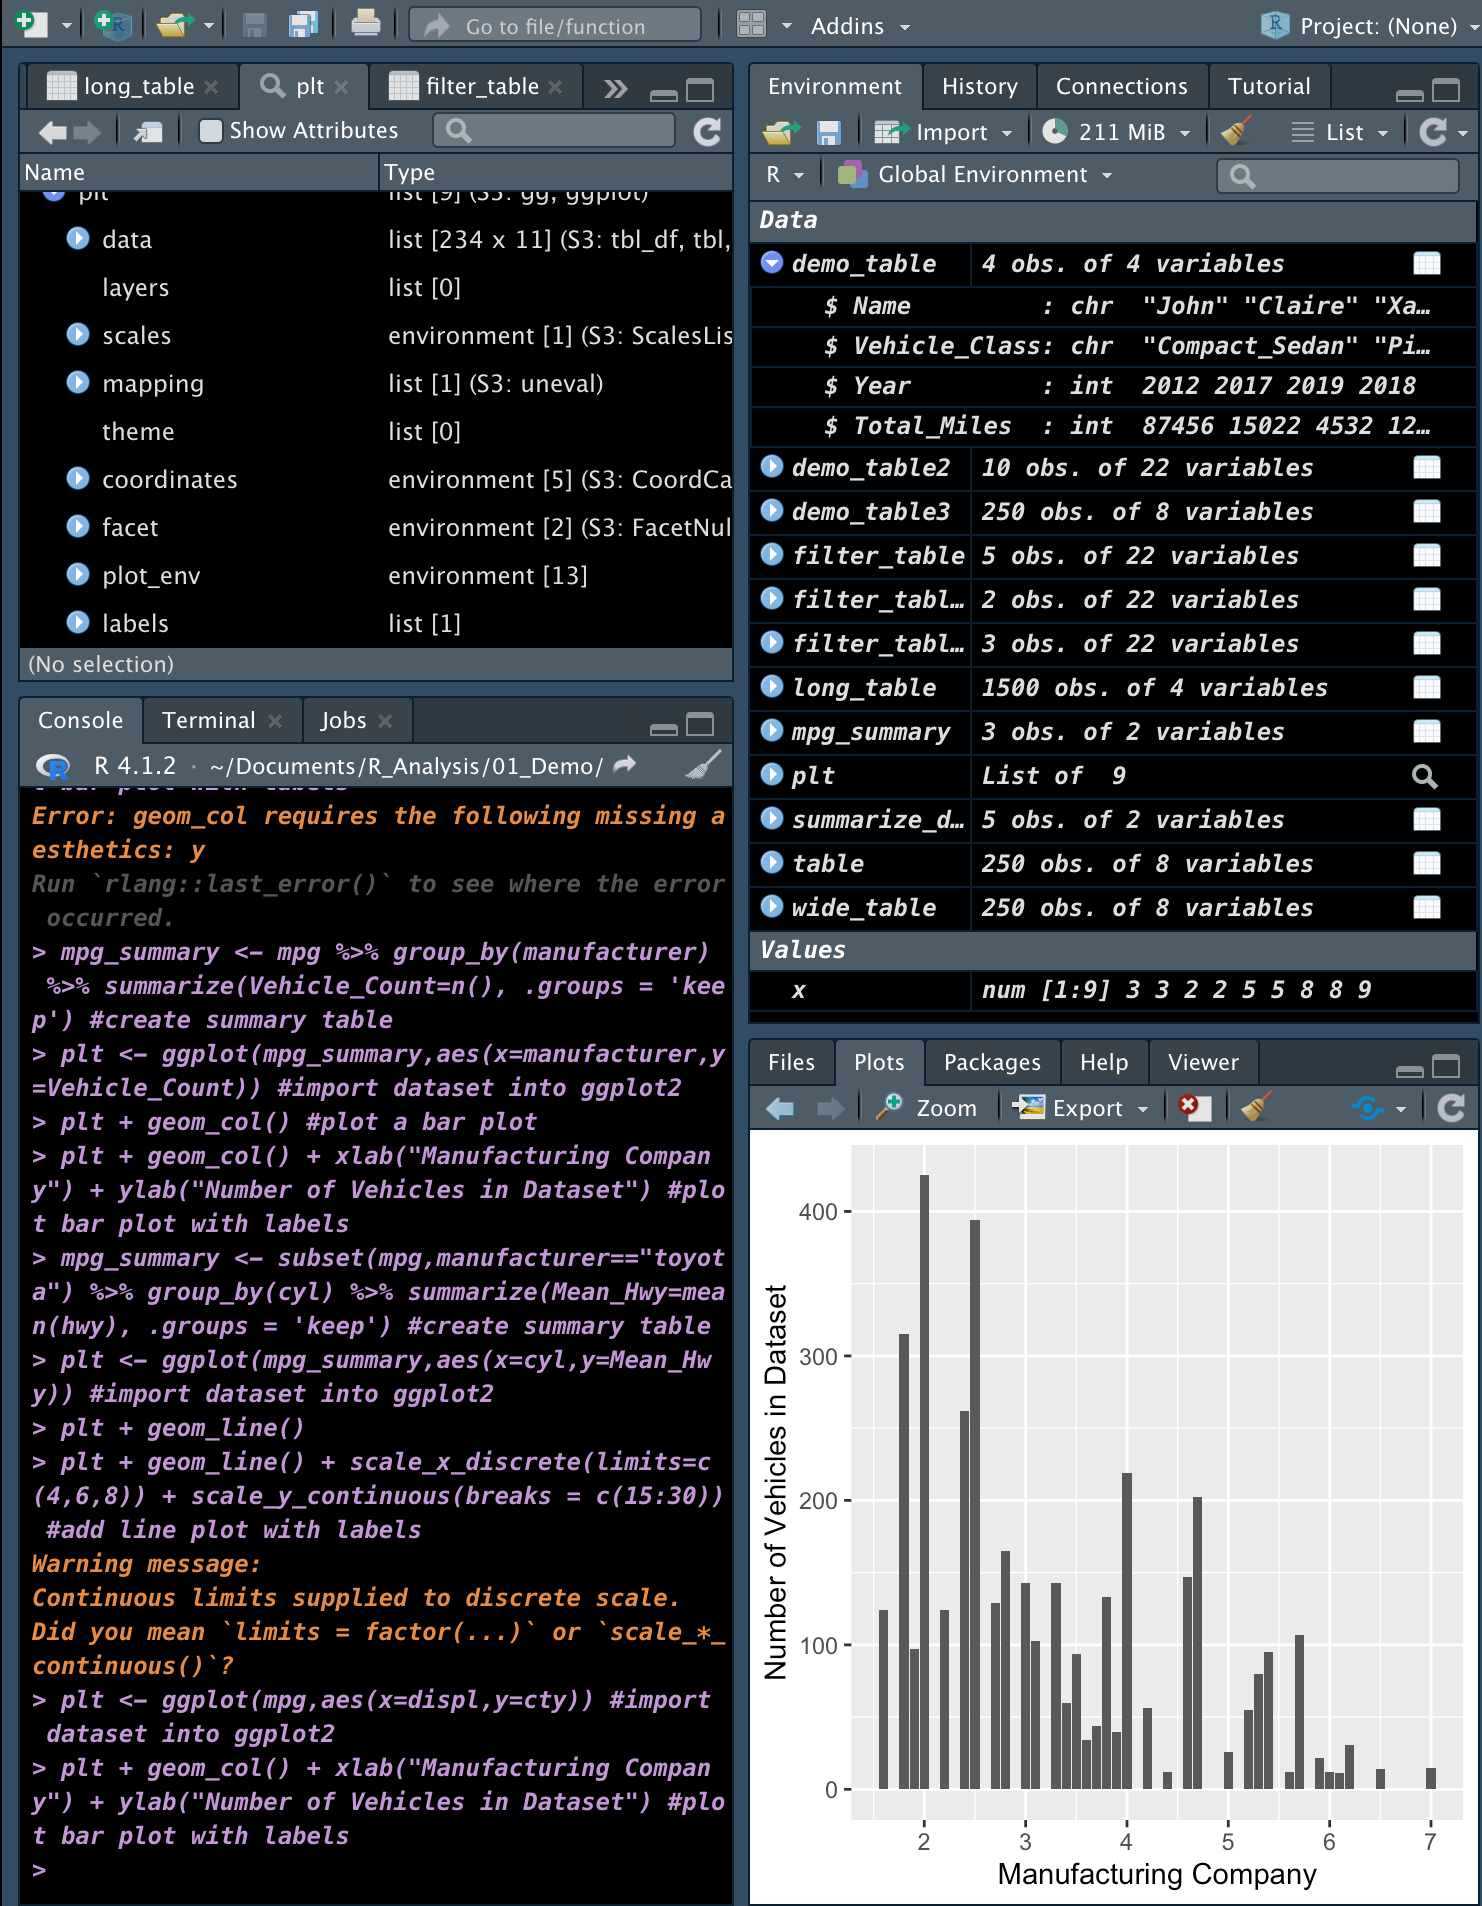 Go to file/function
Addins
Project: (None)
long_table
plt
filter_table
Show Attributes
Name Type
plt list [9] (S3: gg, ggplot)
data list [234 x 11] (S3: tbl_df, tbl,
layers list [0]
scales environment [1] (S3: ScalesLis
mapping list [1] (S3: uneval)
theme list [0]
coordinates environment [5] (S3: CoordCa
facet environment [2] (S3: FacetNul
plot_env environment [13]
labels list [1]
(No selection)
Console Terminal Jobs
R 4.1.2 · ~/Documents/R_Analysis/01_Demo/
t bar plot with labels
Error: geom_col requires the following missing a
esthetics: y
Run `rlang::last_error()` to see where the error
occurred.
> mpg_summary <- mpg %>% group_by(manufacturer)
%>% summarize(Vehicle_Count=n(), .groups = 'kee
p') #create summary table
> plt <- ggplot(mpg_summary,aes(x=manufacturer,y
=Vehicle_Count)) #import dataset into ggplot2
> plt + geom_col() #plot a bar plot
> plt + geom_col() + xlab("Manufacturing Compan
y") + ylab("Number of Vehicles in Dataset") #plo
t bar plot with labels
> mpg_summary <- subset(mpg,manufacturer=="toyot
a") %>% group_by(cyl) %>% summarize(Mean_Hwy=mea
n(hwy), .groups = 'keep') #create summary table
> plt <- ggplot(mpg_summary,aes(x=cyl,y=Mean_Hw
y)) #import dataset into ggplot2
> plt + geom_line()
> plt + geom_line() + scale_x_discrete(limits=c
(4,6,8)) + scale_y_continuous(breaks = c(15:30))
#add line plot with labels
Warning message:
Continuous limits supplied to discrete scale.
Did you mean `limits = factor(...)` or `scale_*_
continuous()`?
> plt <- ggplot(mpg,aes(x=displ,y=cty)) #import
dataset into ggplot2
> plt + geom_col() + xlab("Manufacturing Compan
y") + ylab("Number of Vehicles in Dataset") #plo
t bar plot with labels
>
Environment History Connections Tutorial
Import 211 MiB List
R Global Environment
Data
demo_table 4 obs. of 4 variables
$ Name : chr "John" "Claire" "Xa…
$ Vehicle_Class: chr "Compact_Sedan" "Pi…
$ Year : int 2012 2017 2019 2018
$ Total_Miles : int 87456 15022 4532 12…
demo_table2 10 obs. of 22 variables
demo_table3 250 obs. of 8 variables
filter_table 5 obs. of 22 variables
filter_tabl… 2 obs. of 22 variables
filter_tabl… 3 obs. of 22 variables
long_table 1500 obs. of 4 variables
mpg_summary 3 obs. of 2 variables
plt List of 9
summarize_d… 5 obs. of 2 variables
table 250 obs. of 8 variables
wide_table 250 obs. of 8 variables
Values
x num [1:9] 3 3 2 2 5 5 8 8 9
Files Plots Packages Help Viewer
Zoom Export
Number of Vehicles in Dataset
400
300
200
100
0
2 3 4 5 6 7
Manufacturing Company